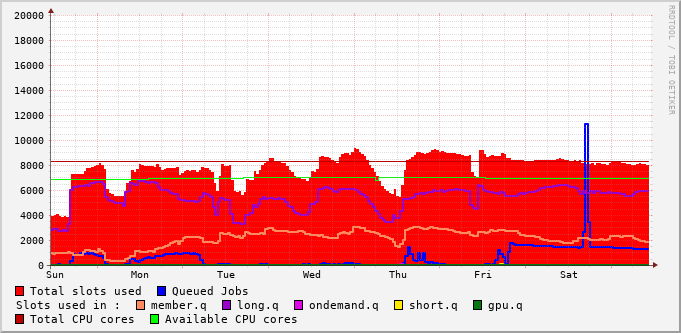 20000
18000
16000
14000
12000
10000
8000
6000
4000
2000
0
Sun Mon Tue Wed Thu Fri Sat
RRDTOOL / TOBI OETIKER
Total slots used Queued Jobs
Slots used in : member.q long.q ondemand.q short.q gpu.q
Total CPU cores Available CPU cores